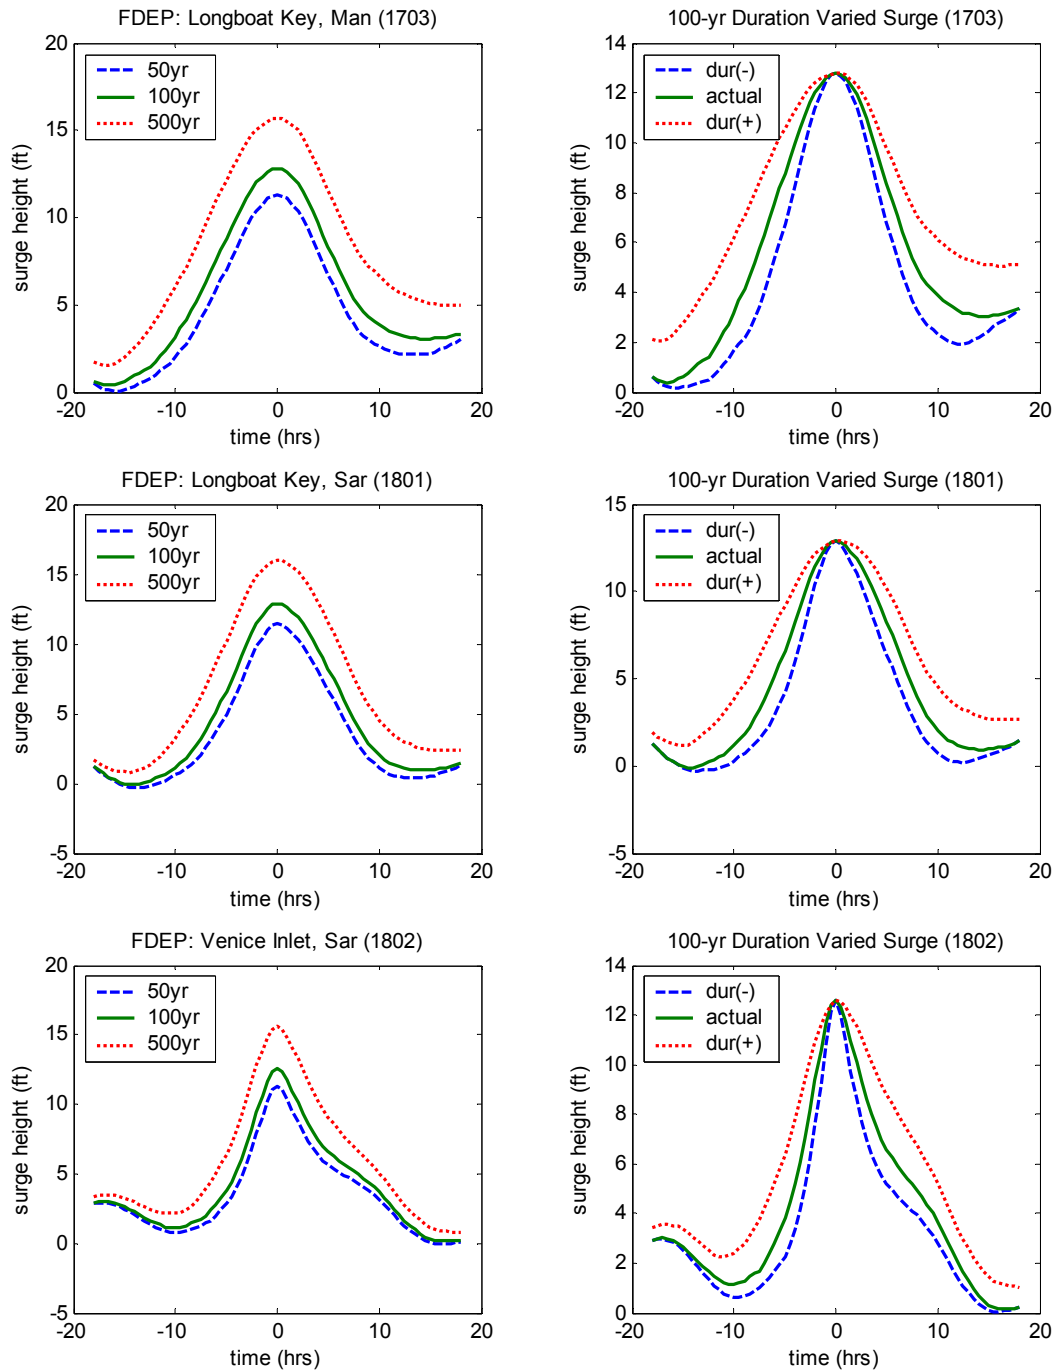 FDEP: Longboat Key, Man (1703)
20
15
10
5
0
surge height (ft)
50yr
100yr
500yr
-20
-10
0
10
20
time (hrs)
100-yr Duration Varied Surge (1703)
14
12
10
8
6
4
2
0
surge height (ft)
dur(-)
actual
dur(+)
-20
-10
0
10
20
time (hrs)
FDEP: Longboat Key, Sar (1801)
20
15
10
5
0
-5
surge height (ft)
50yr
100yr
500yr
-20
-10
0
10
20
time (hrs)
100-yr Duration Varied Surge (1801)
15
10
5
0
-5
surge height (ft)
dur(-)
actual
dur(+)
-20
-10
0
10
20
time (hrs)
FDEP: Venice Inlet, Sar (1802)
20
15
10
5
0
-5
surge height (ft)
50yr
100yr
500yr
-20
-10
0
10
20
time (hrs)
100-yr Duration Varied Surge (1802)
14
12
10
8
6
4
2
0
surge height (ft)
dur(-)
actual
dur(+)
-20
-10
0
10
20
time (hrs)